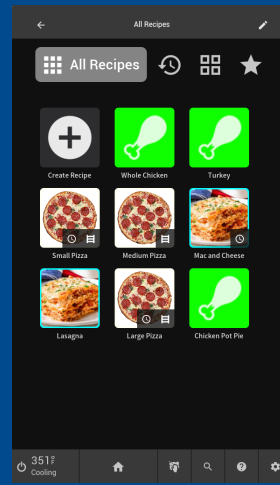 All Recipes
All Recipes
Create Recipe
Whole Chicken
Turkey
Small Pizza
Medium Pizza
Mac and Cheese
Lasagna
Large Pizza
Chicken Pot Pie
351°F
Cooling